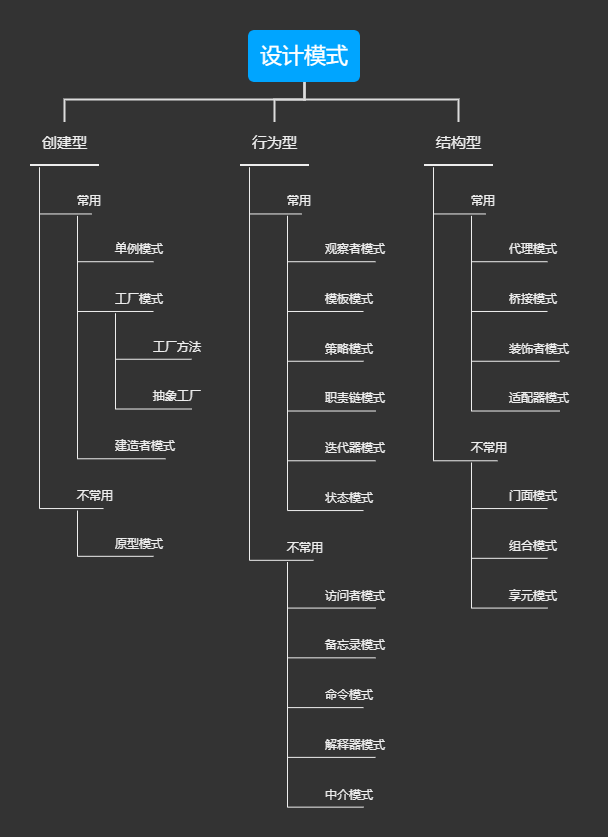 设计模式
创建型
常用
单例模式
工厂模式
工厂方法
抽象工厂
建造者模式
不常用
原型模式
行为型
常用
观察者模式
模板模式
策略模式
职责链模式
迭代器模式
状态模式
不常用
访问者模式
备忘录模式
命令模式
解释器模式
中介模式
结构型
常用
代理模式
桥接模式
装饰者模式
适配器模式
不常用
门面模式
组合模式
享元模式